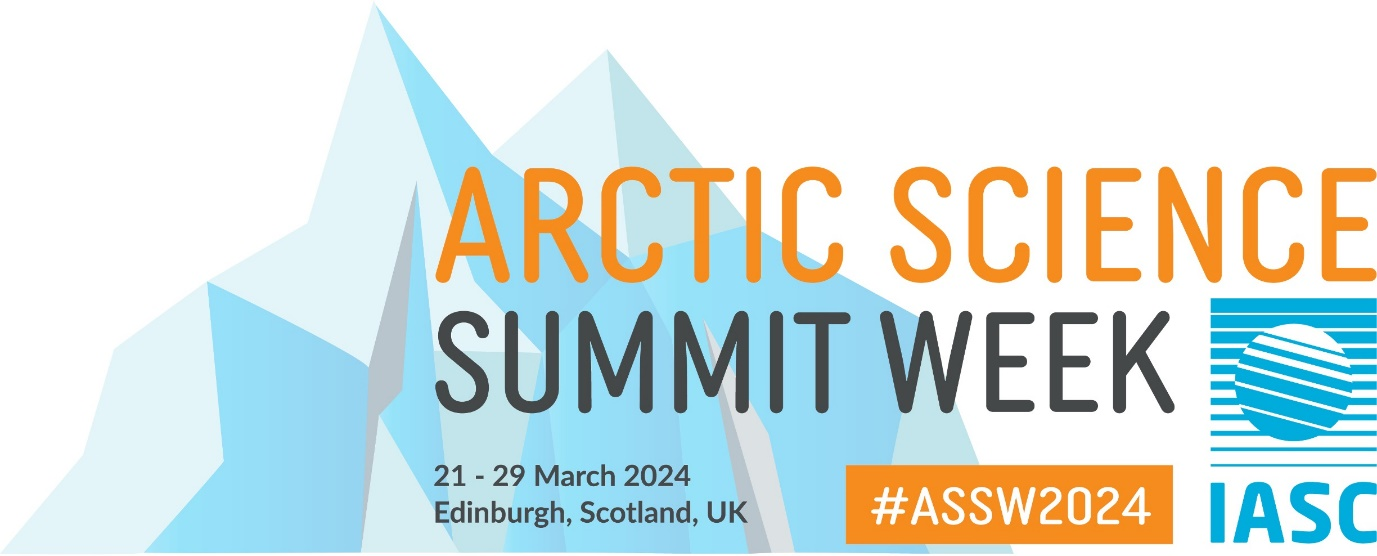 ARCTIC SCIENCE
SUMMIT WEEK
21 - 29 March 2024
Edinburgh, Scotland, UK
#ASSW2024
IASC